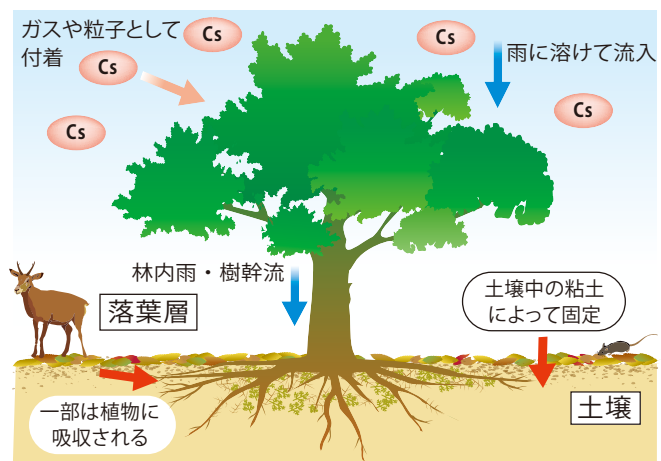 ガスや粒子として
付着
Cs
Cs
Cs
雨に溶けて流入
Cs
Cs
林内雨・樹幹流
落葉層
土壌中の粘土
によって固定
一部は植物に
吸収される
土壌